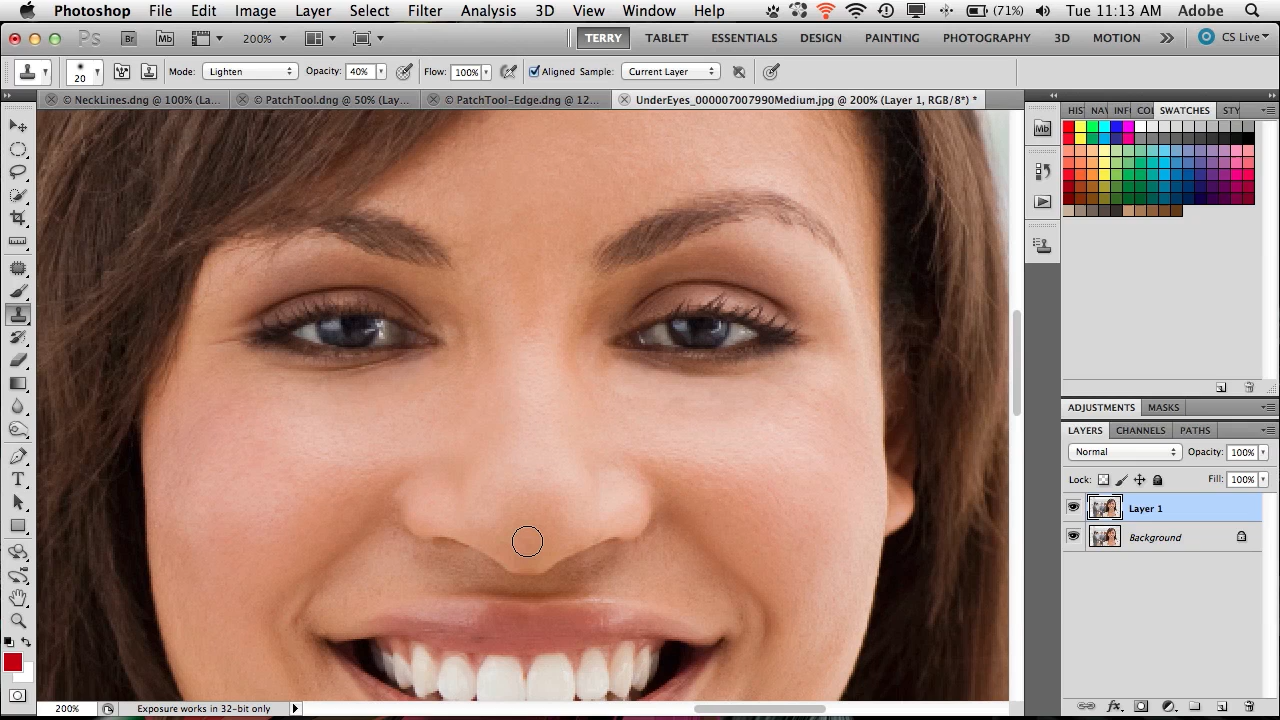 Photoshop File Edit Image Layer Select Filter Analysis 3D View Window Help (71%) Tue 11:13 AM Adobe
Ps Br Mb 200% TERRY TABLET ESSENTIALS DESIGN PAINTING PHOTOGRAPHY 3D MOTION CS Live
20 Mode: Lighten Opacity: 40% Flow: 100% Aligned Sample: Current Layer
© NeckLines.dng @ 100% (La... © PatchTool.dng @ 50% (Lay... © PatchTool-Edge.dng @ 12... UnderEyes_000007007990Medium.jpg @ 200% (Layer 1, RGB/8*) *
HIS NAV INFO COL SWATCHES STY
Mb
ADJUSTMENTS MASKS
LAYERS CHANNELS PATHS
Normal Opacity: 100%
Lock: Fill: 100%
Layer 1
Background
T
fx
200% Exposure works in 32-bit only